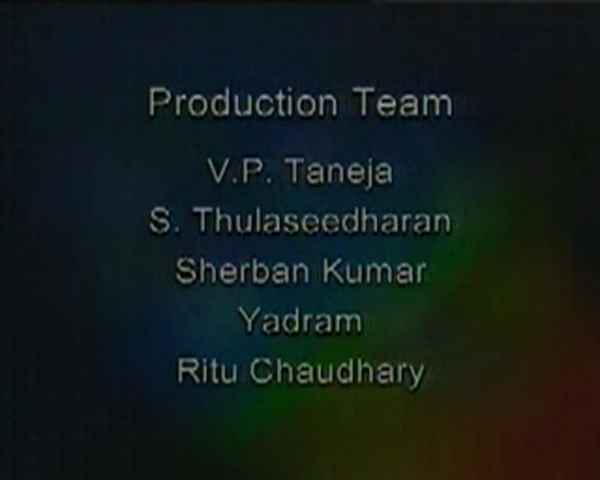 Production Team
V.P. Taneja
S. Thulaseedharan
Sherban Kumar
Yadram
Ritu Chaudhary